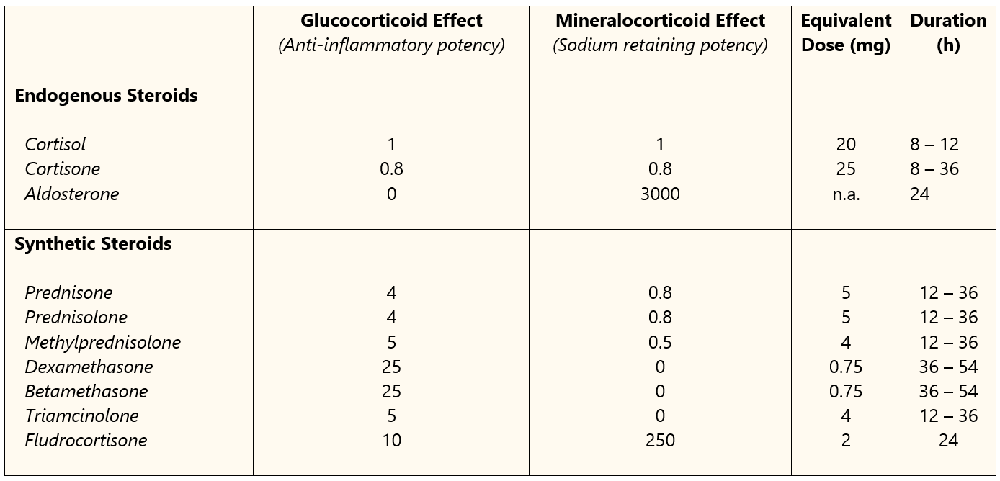 Glucocorticoid Effect Mineralocorticoid Effect Equivalent Duration
(Anti-inflammatory potency) (Sodium retaining potency) Dose (mg) (h)
Endogenous Steroids
Cortisol 1 1 20 8 – 12
Cortisone 0.8 0.8 25 8 – 36
Aldosterone 0 3000 n.a. 24
Synthetic Steroids
Prednisone 4 0.8 5 12 – 36
Prednisolone 4 0.8 5 12 – 36
Methylprednisolone 5 0.5 4 12 – 36
Dexamethasone 25 0 0.75 36 – 54
Betamethasone 25 0 0.75 36 – 54
Triamcinolone 5 0 4 12 – 36
Fludrocortisone 10 250 2 24